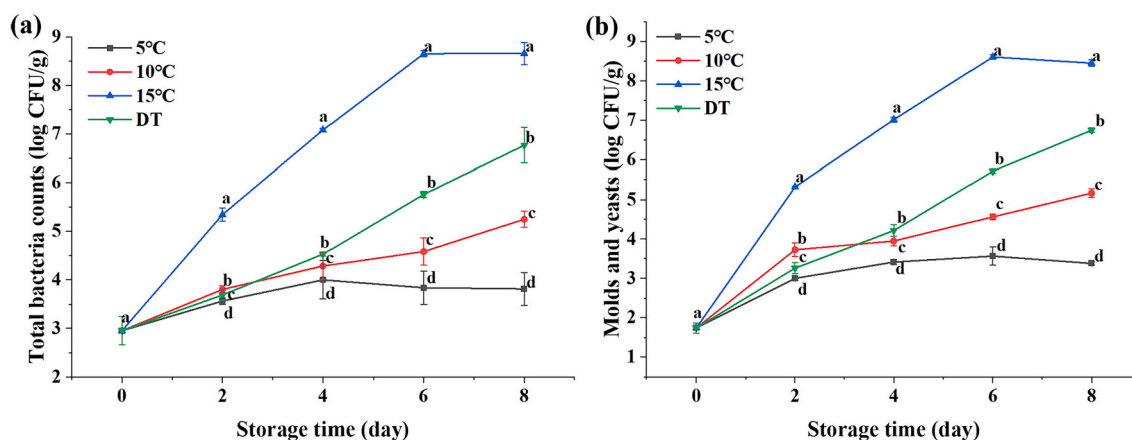 (a)
5°C
10°C
15°C
DT
Total bacteria counts (log CFU/g)
9
8
7
6
5
4
3
2
a
a
b
c
d
a
b
c
d
a
b
c
d
a
b
c
d
0
2
4
6
8
Storage time (day)
(b)
5°C
10°C
15°C
DT
Molds and yeasts (log CFU/g)
9
8
7
6
5
4
3
2
1
a
a
b
c
d
a
b
c
d
a
b
c
d
a
b
c
d
0
2
4
6
8
Storage time (day)